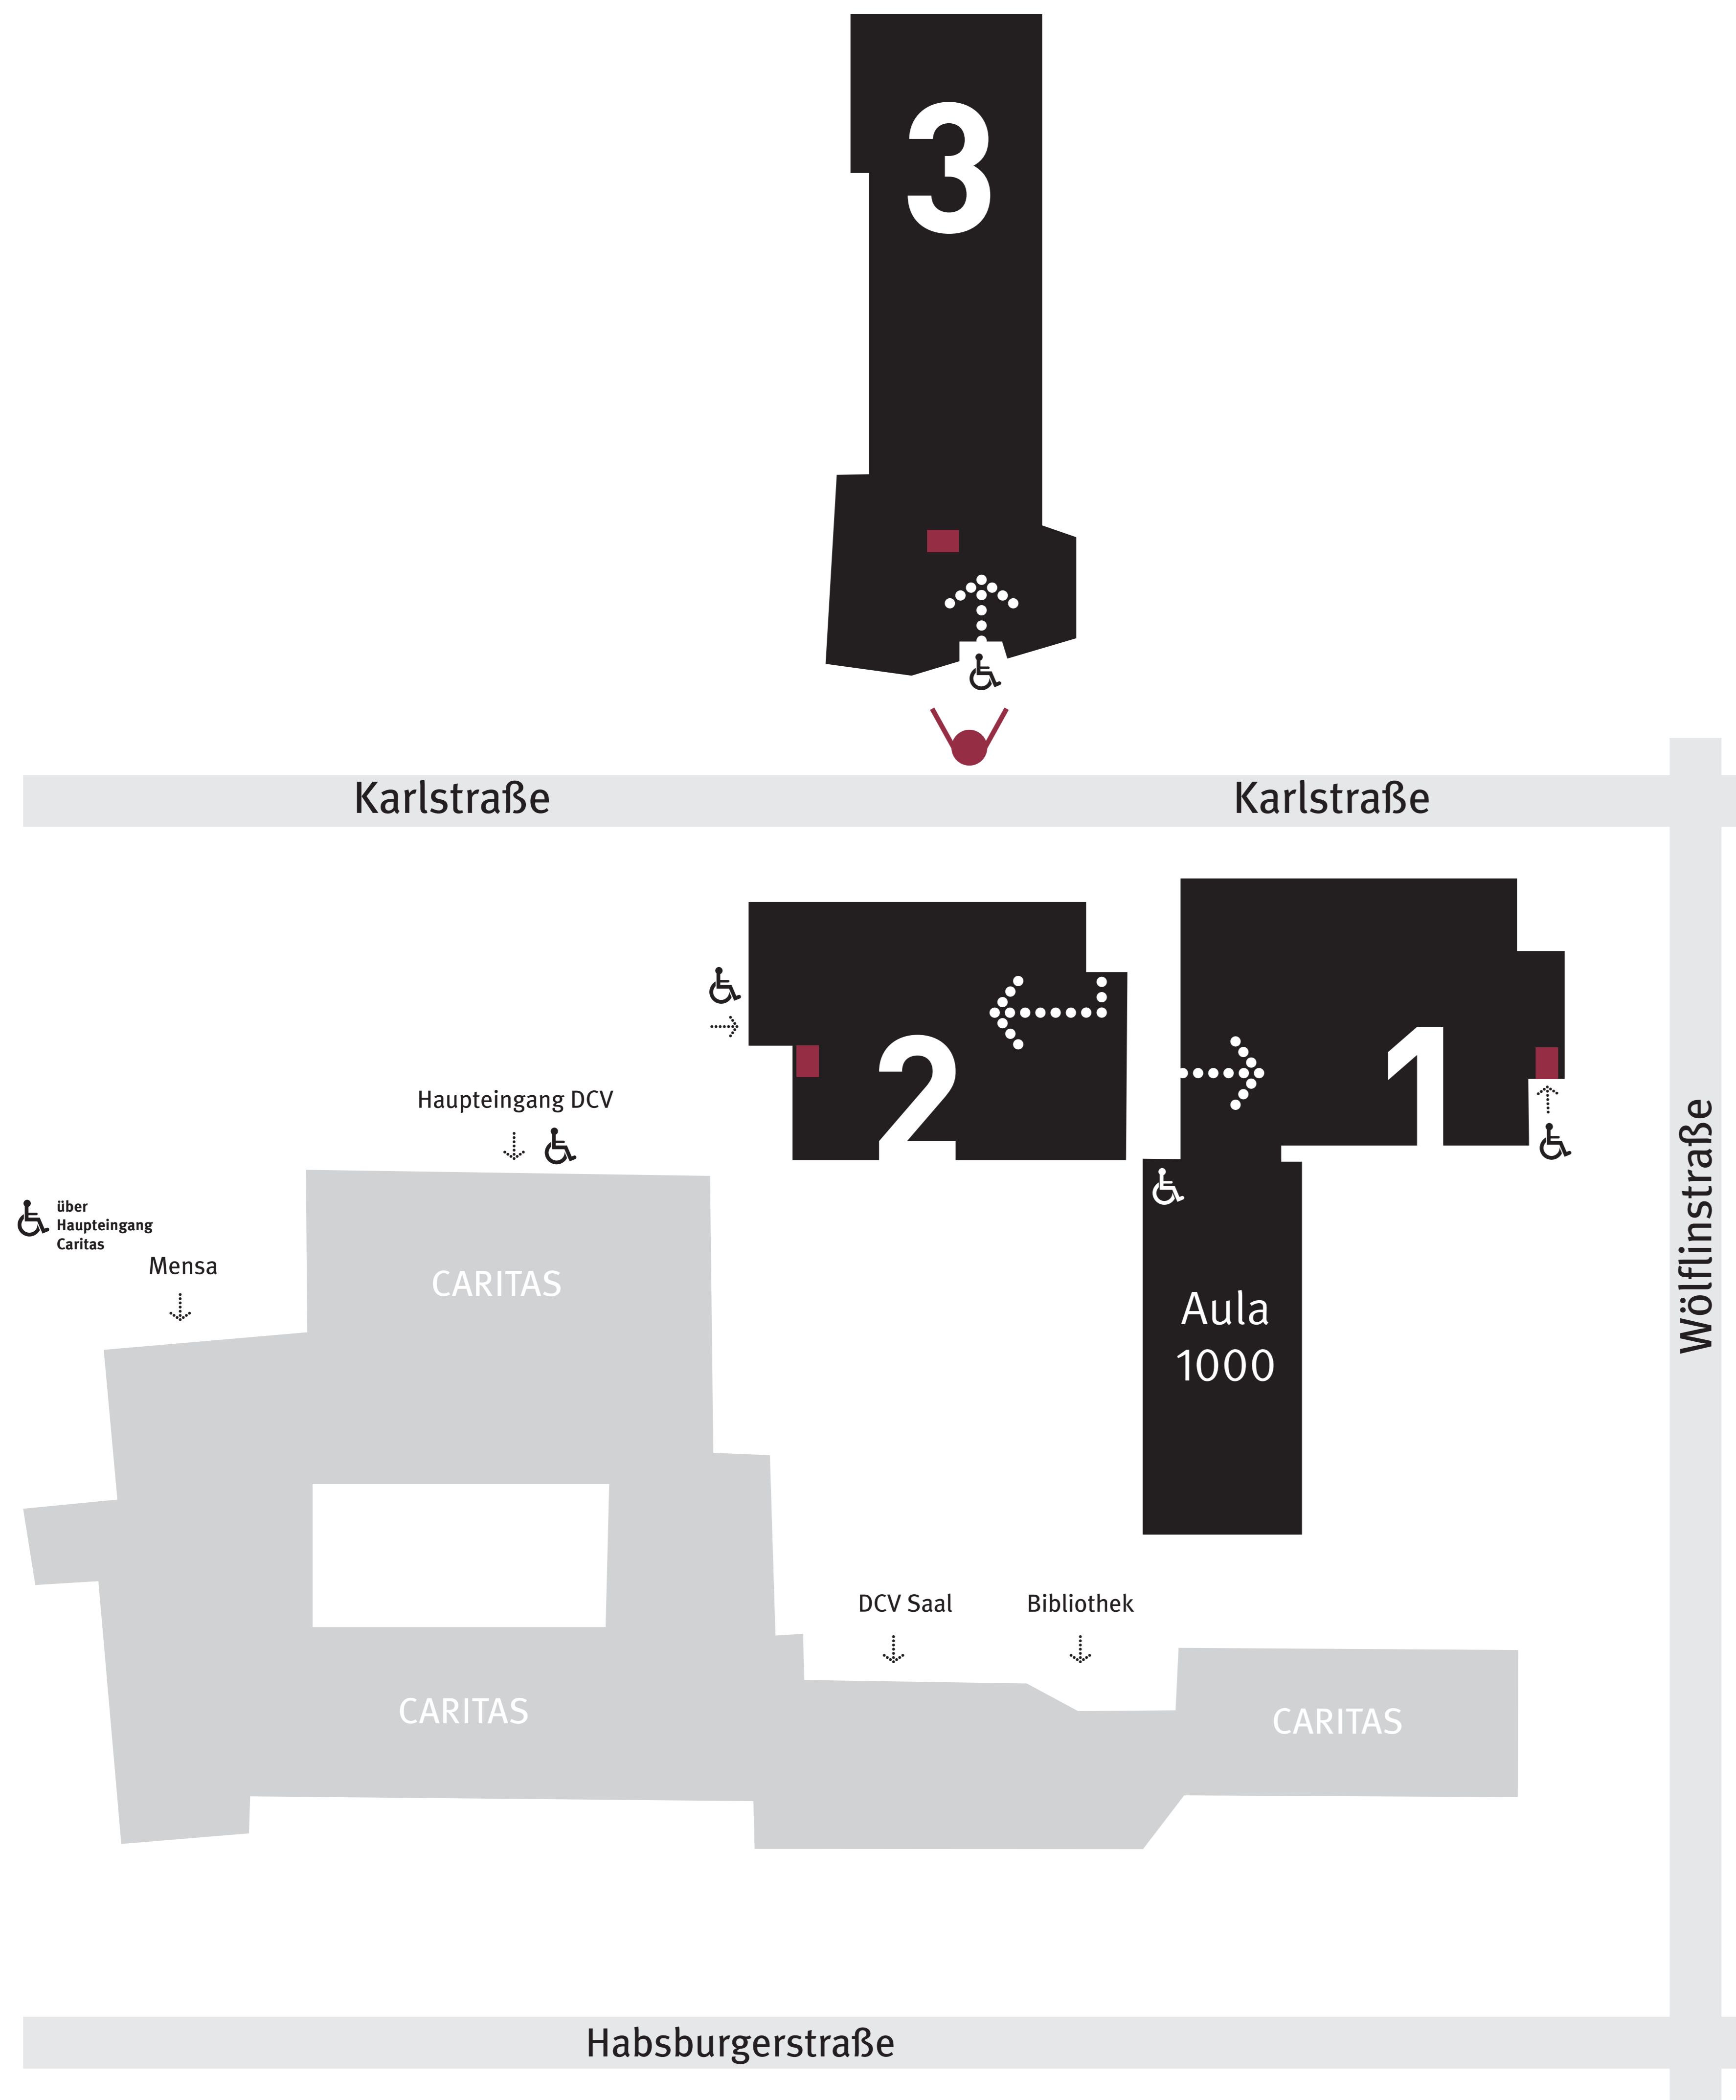 3
Karlstraße
Karlstraße
2
1
Haupteingang DCV
über
Haupteingang
Caritas
Mensa
CARITAS
Aula
1000
Wölflinstraße
DCV Saal
Bibliothek
CARITAS
CARITAS
Habsburgerstraße